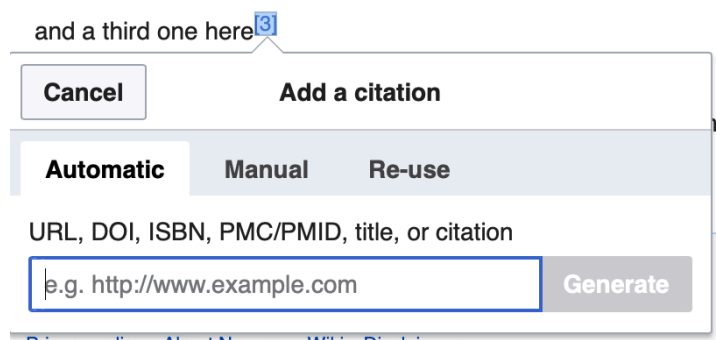 and a third one here[3]
Cancel
Add a citation
Automatic
Manual
Re-use
URL, DOI, ISBN, PMC/PMID, title, or citation
e.g. http://www.example.com
Generate